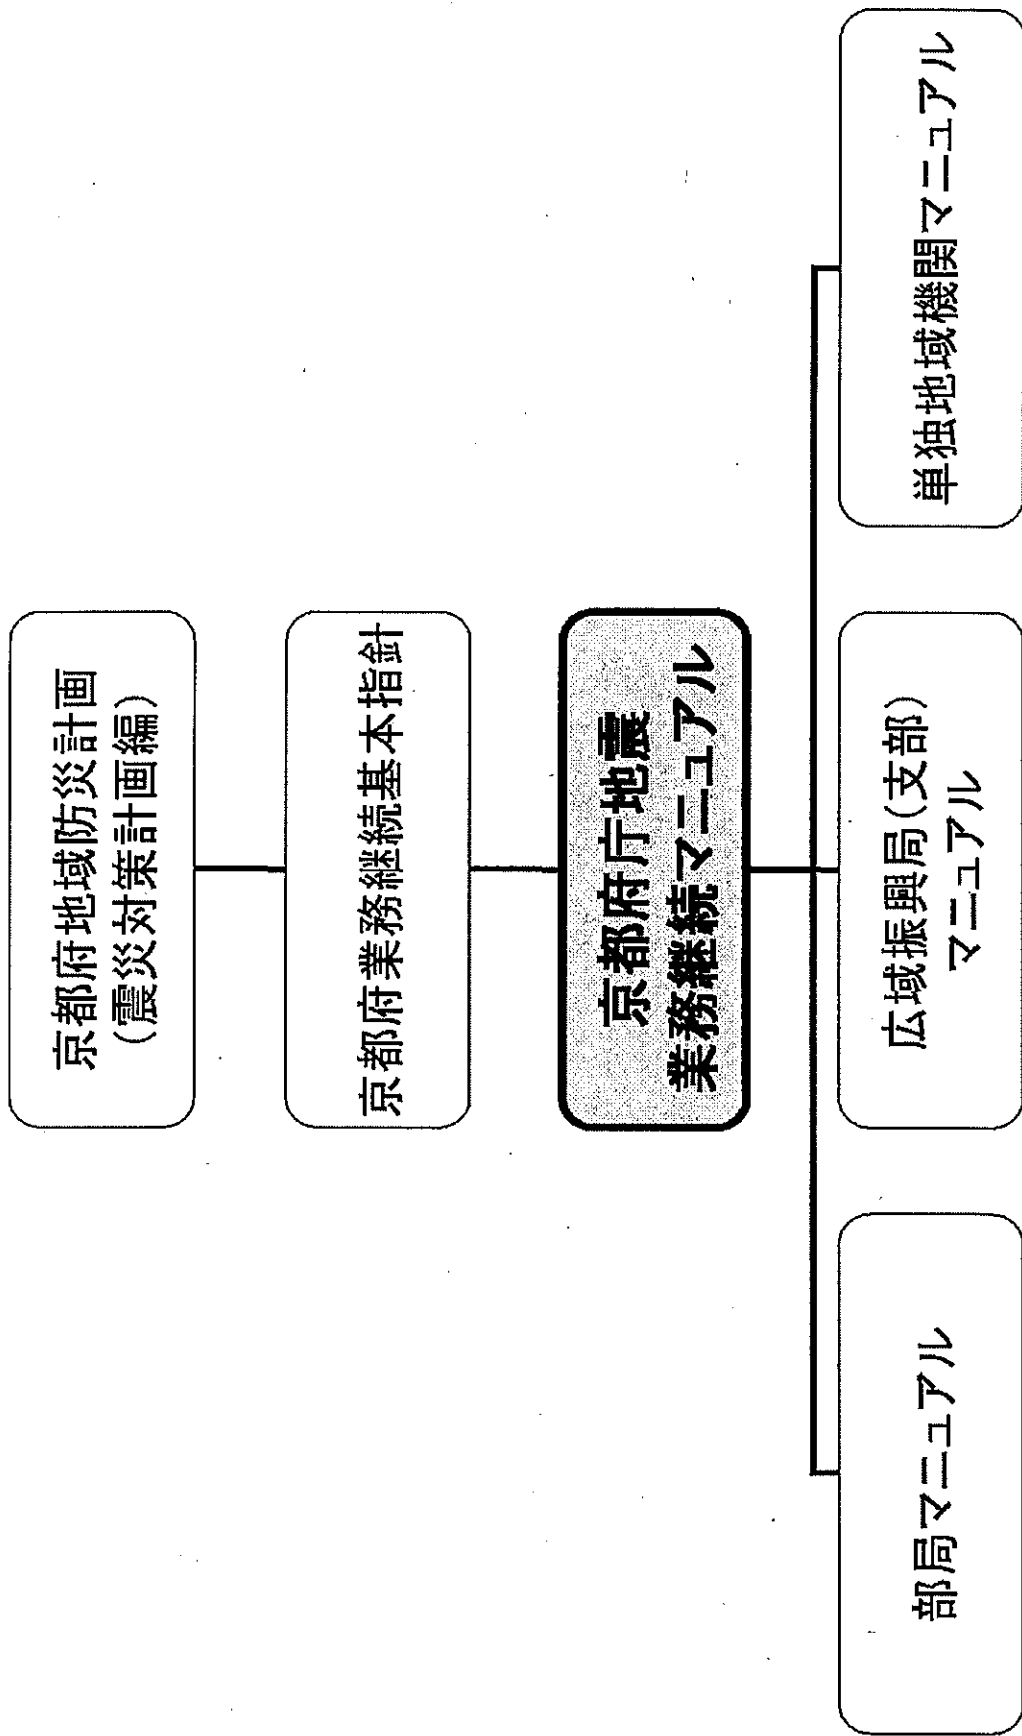 京都府地域防災計画
(震災対策計画編)
京都府業務継続基本指針
京都府庁地震
業務継続マニュアル
部局マニュアル
広域振興局(支部)
マニュアル
単独地域機関マニュアル